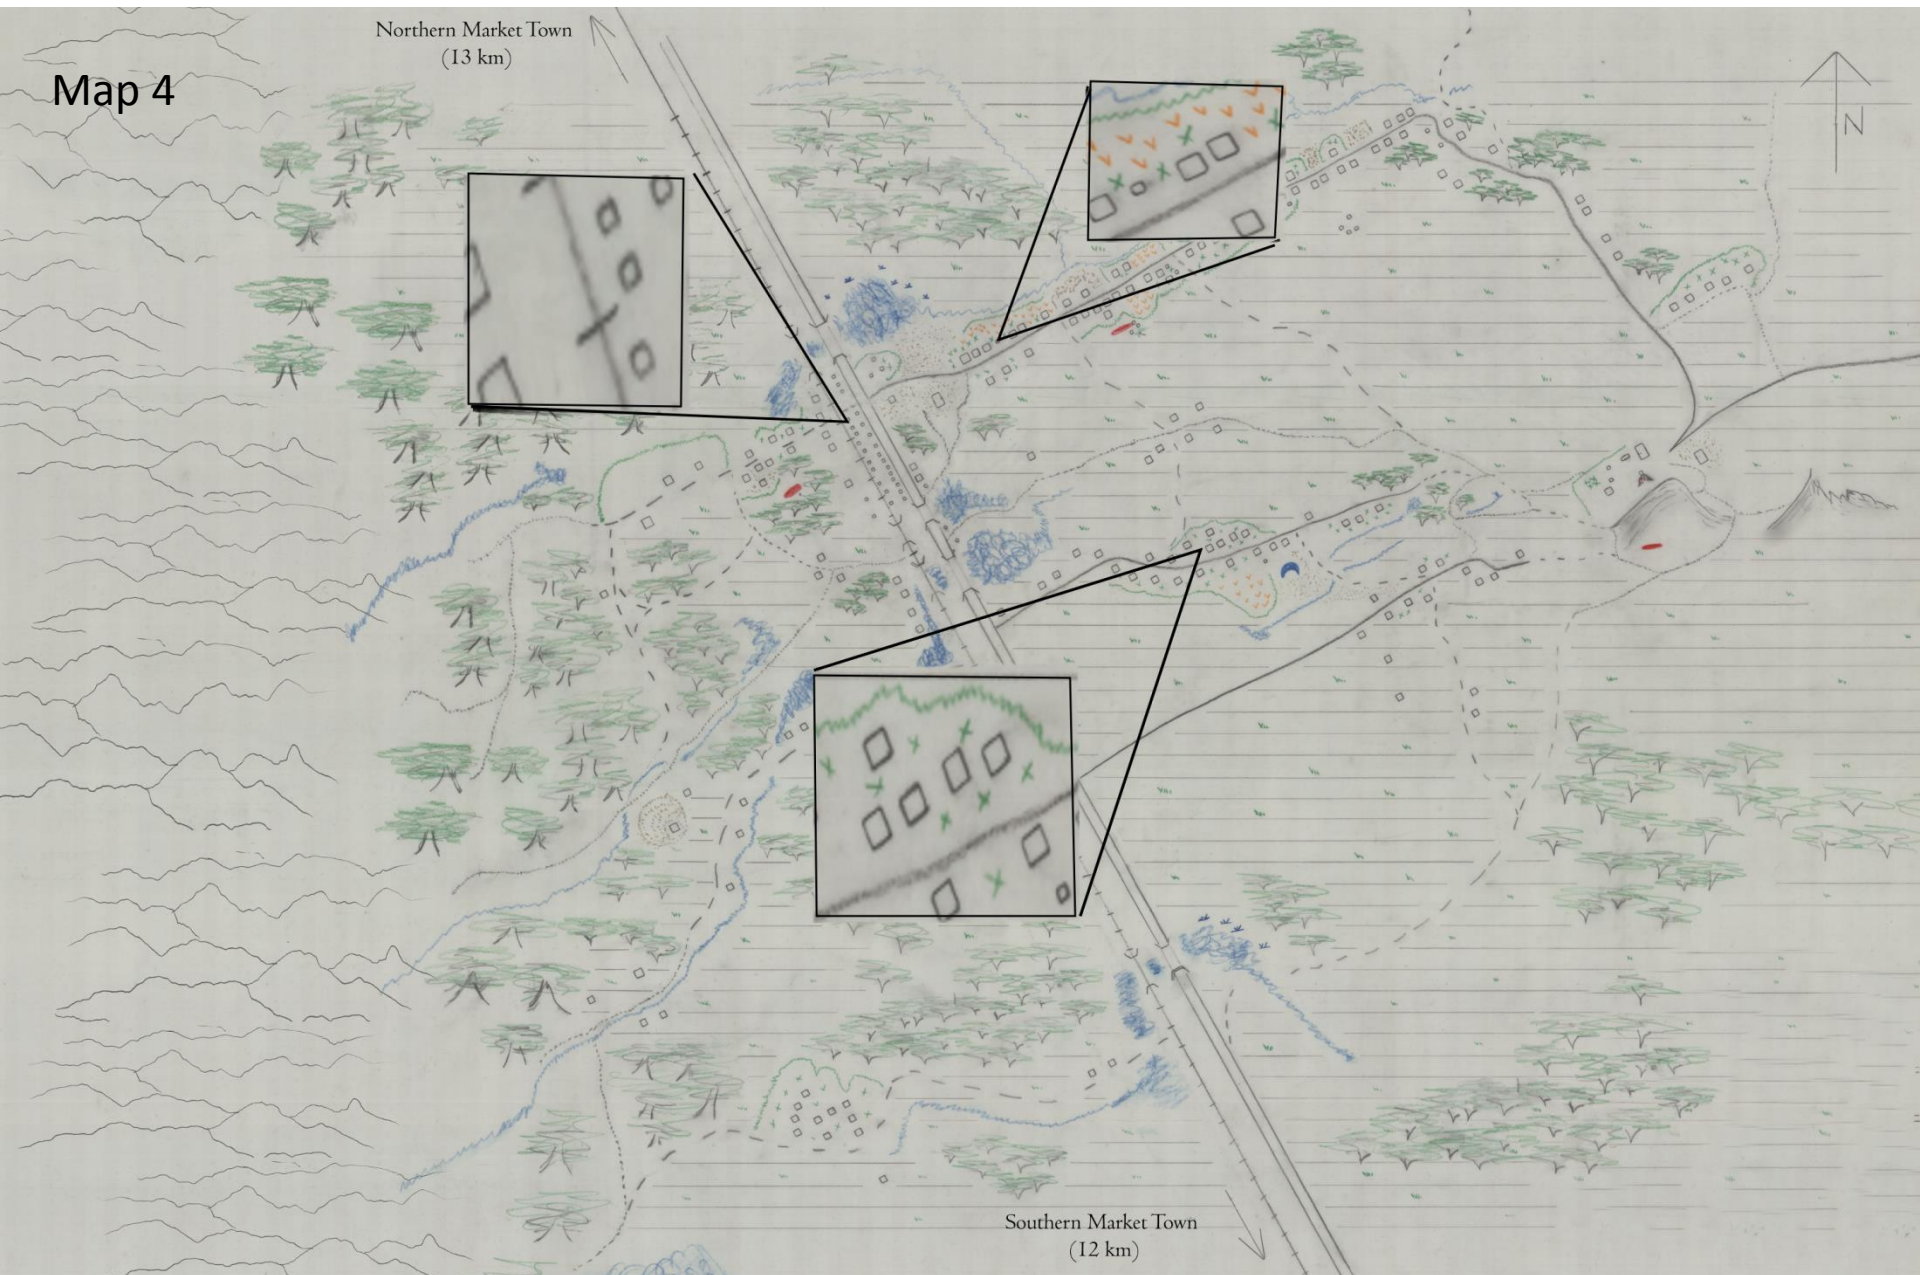 Northern Market Town
(13 km)
Map 4
N
Southern Market Town
(12 km)